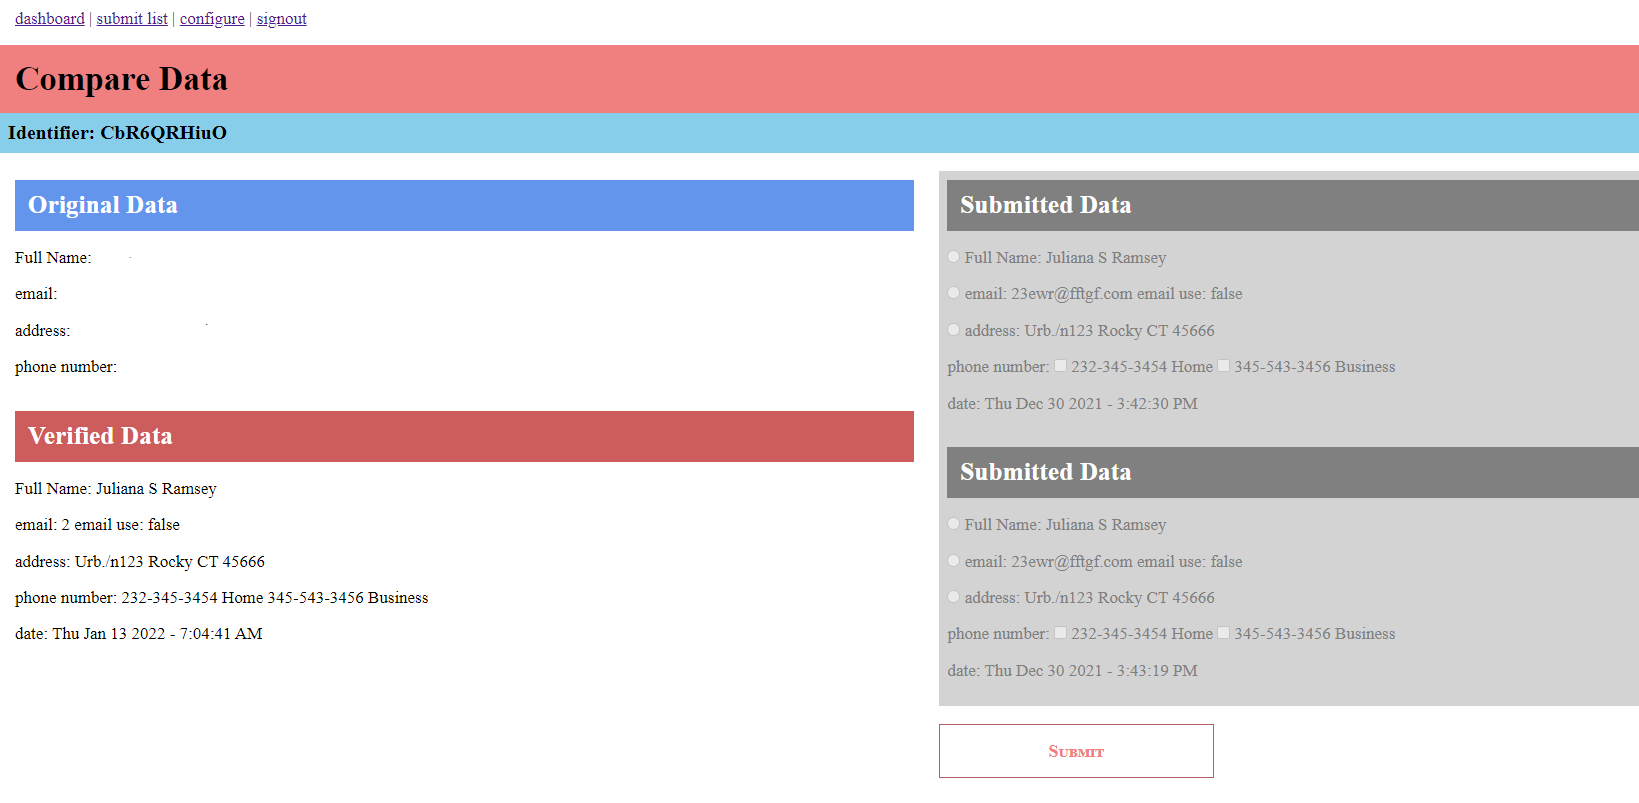 dashboard | submit list | configure | signout
Compare Data
Identifier: CbR6QRHiuO
Original Data
Full Name:
email:
address:
phone number:
Verified Data
Full Name: Juliana S Ramsey
email: 2 email use: false
address: Urb./n123 Rocky CT 45666
phone number: 232-345-3454 Home 345-543-3456 Business
date: Thu Jan 13 2022 - 7:04:41 AM
Submitted Data
Full Name: Juliana S Ramsey
email: 23ewr@fftgf.com email use: false
address: Urb./n123 Rocky CT 45666
phone number: 232-345-3454 Home 345-543-3456 Business
date: Thu Dec 30 2021 - 3:42:30 PM
Submitted Data
Full Name: Juliana S Ramsey
email: 23ewr@fftgf.com email use: false
address: Urb./n123 Rocky CT 45666
phone number: 232-345-3454 Home 345-543-3456 Business
date: Thu Dec 30 2021 - 3:43:19 PM
Submit